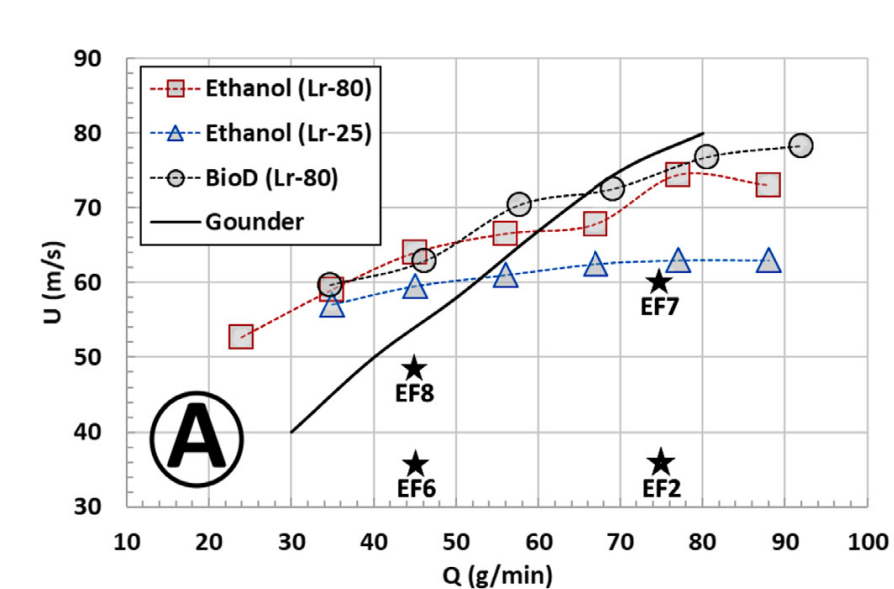 90
80
70
60
50
40
30
U (m/s)
Ethanol (Lr-80)
Ethanol (Lr-25)
BioD (Lr-80)
Gounder
EF7
EF8
EF6
EF2
A
10 20 30 40 50 60 70 80 90 100
Q (g/min)